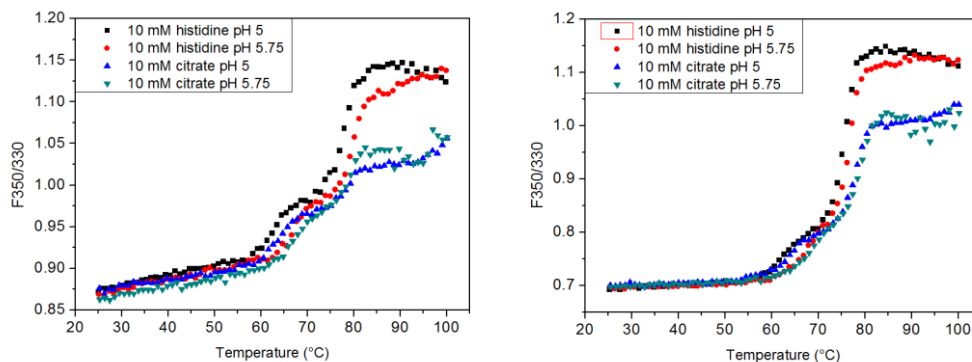 1.20
1.15
1.10
1.05
1.00
0.95
0.90
0.85
F350/330
10 mM histidine pH 5
10 mM histidine pH 5.75
10 mM citrate pH 5
10 mM citrate pH 5.75
20 30 40 50 60 70 80 90 100
Temperature (°C)
1.2
1.1
1.0
0.9
0.8
0.7
F350/330
10 mM histidine pH 5
10 mM histidine pH 5.75
10 mM citrate pH 5
10 mM citrate pH 5.75
20 30 40 50 60 70 80 90 100
Temperature (°C)